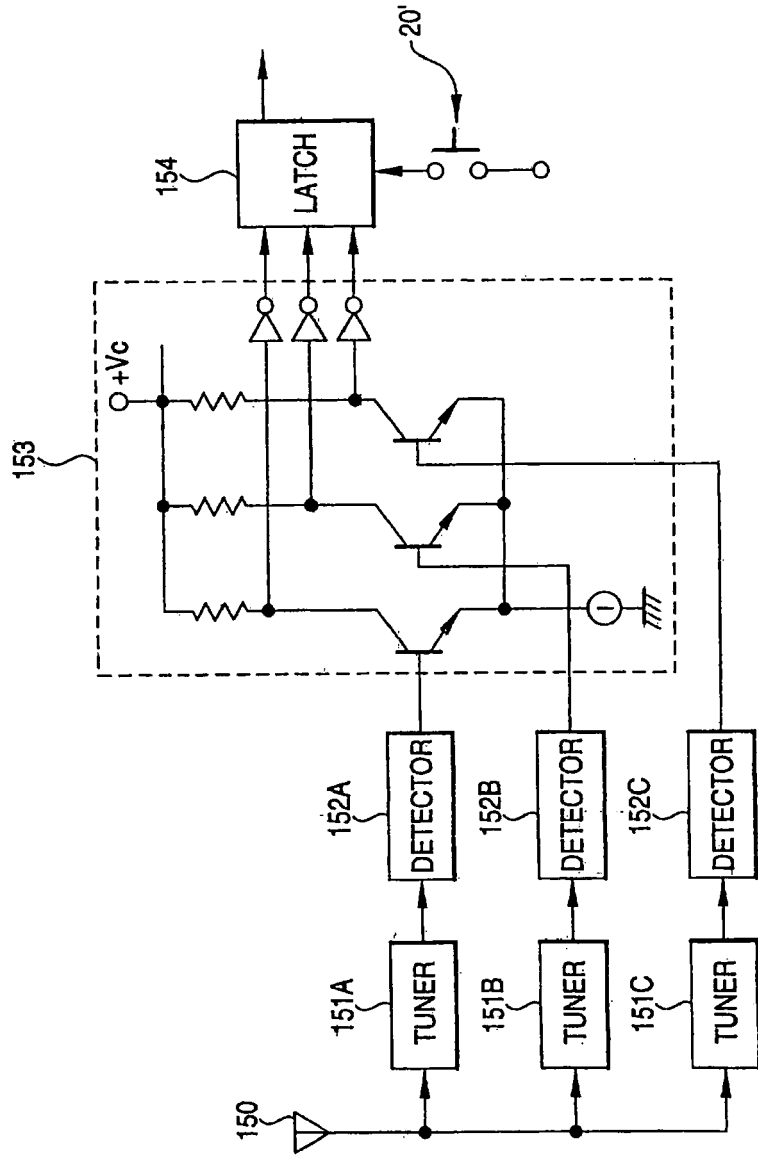 150
151A
TUNER
152A
DETECTOR
151B
TUNER
152B
DETECTOR
151C
TUNER
152C
DETECTOR
153
+Vc
154
LATCH
20'